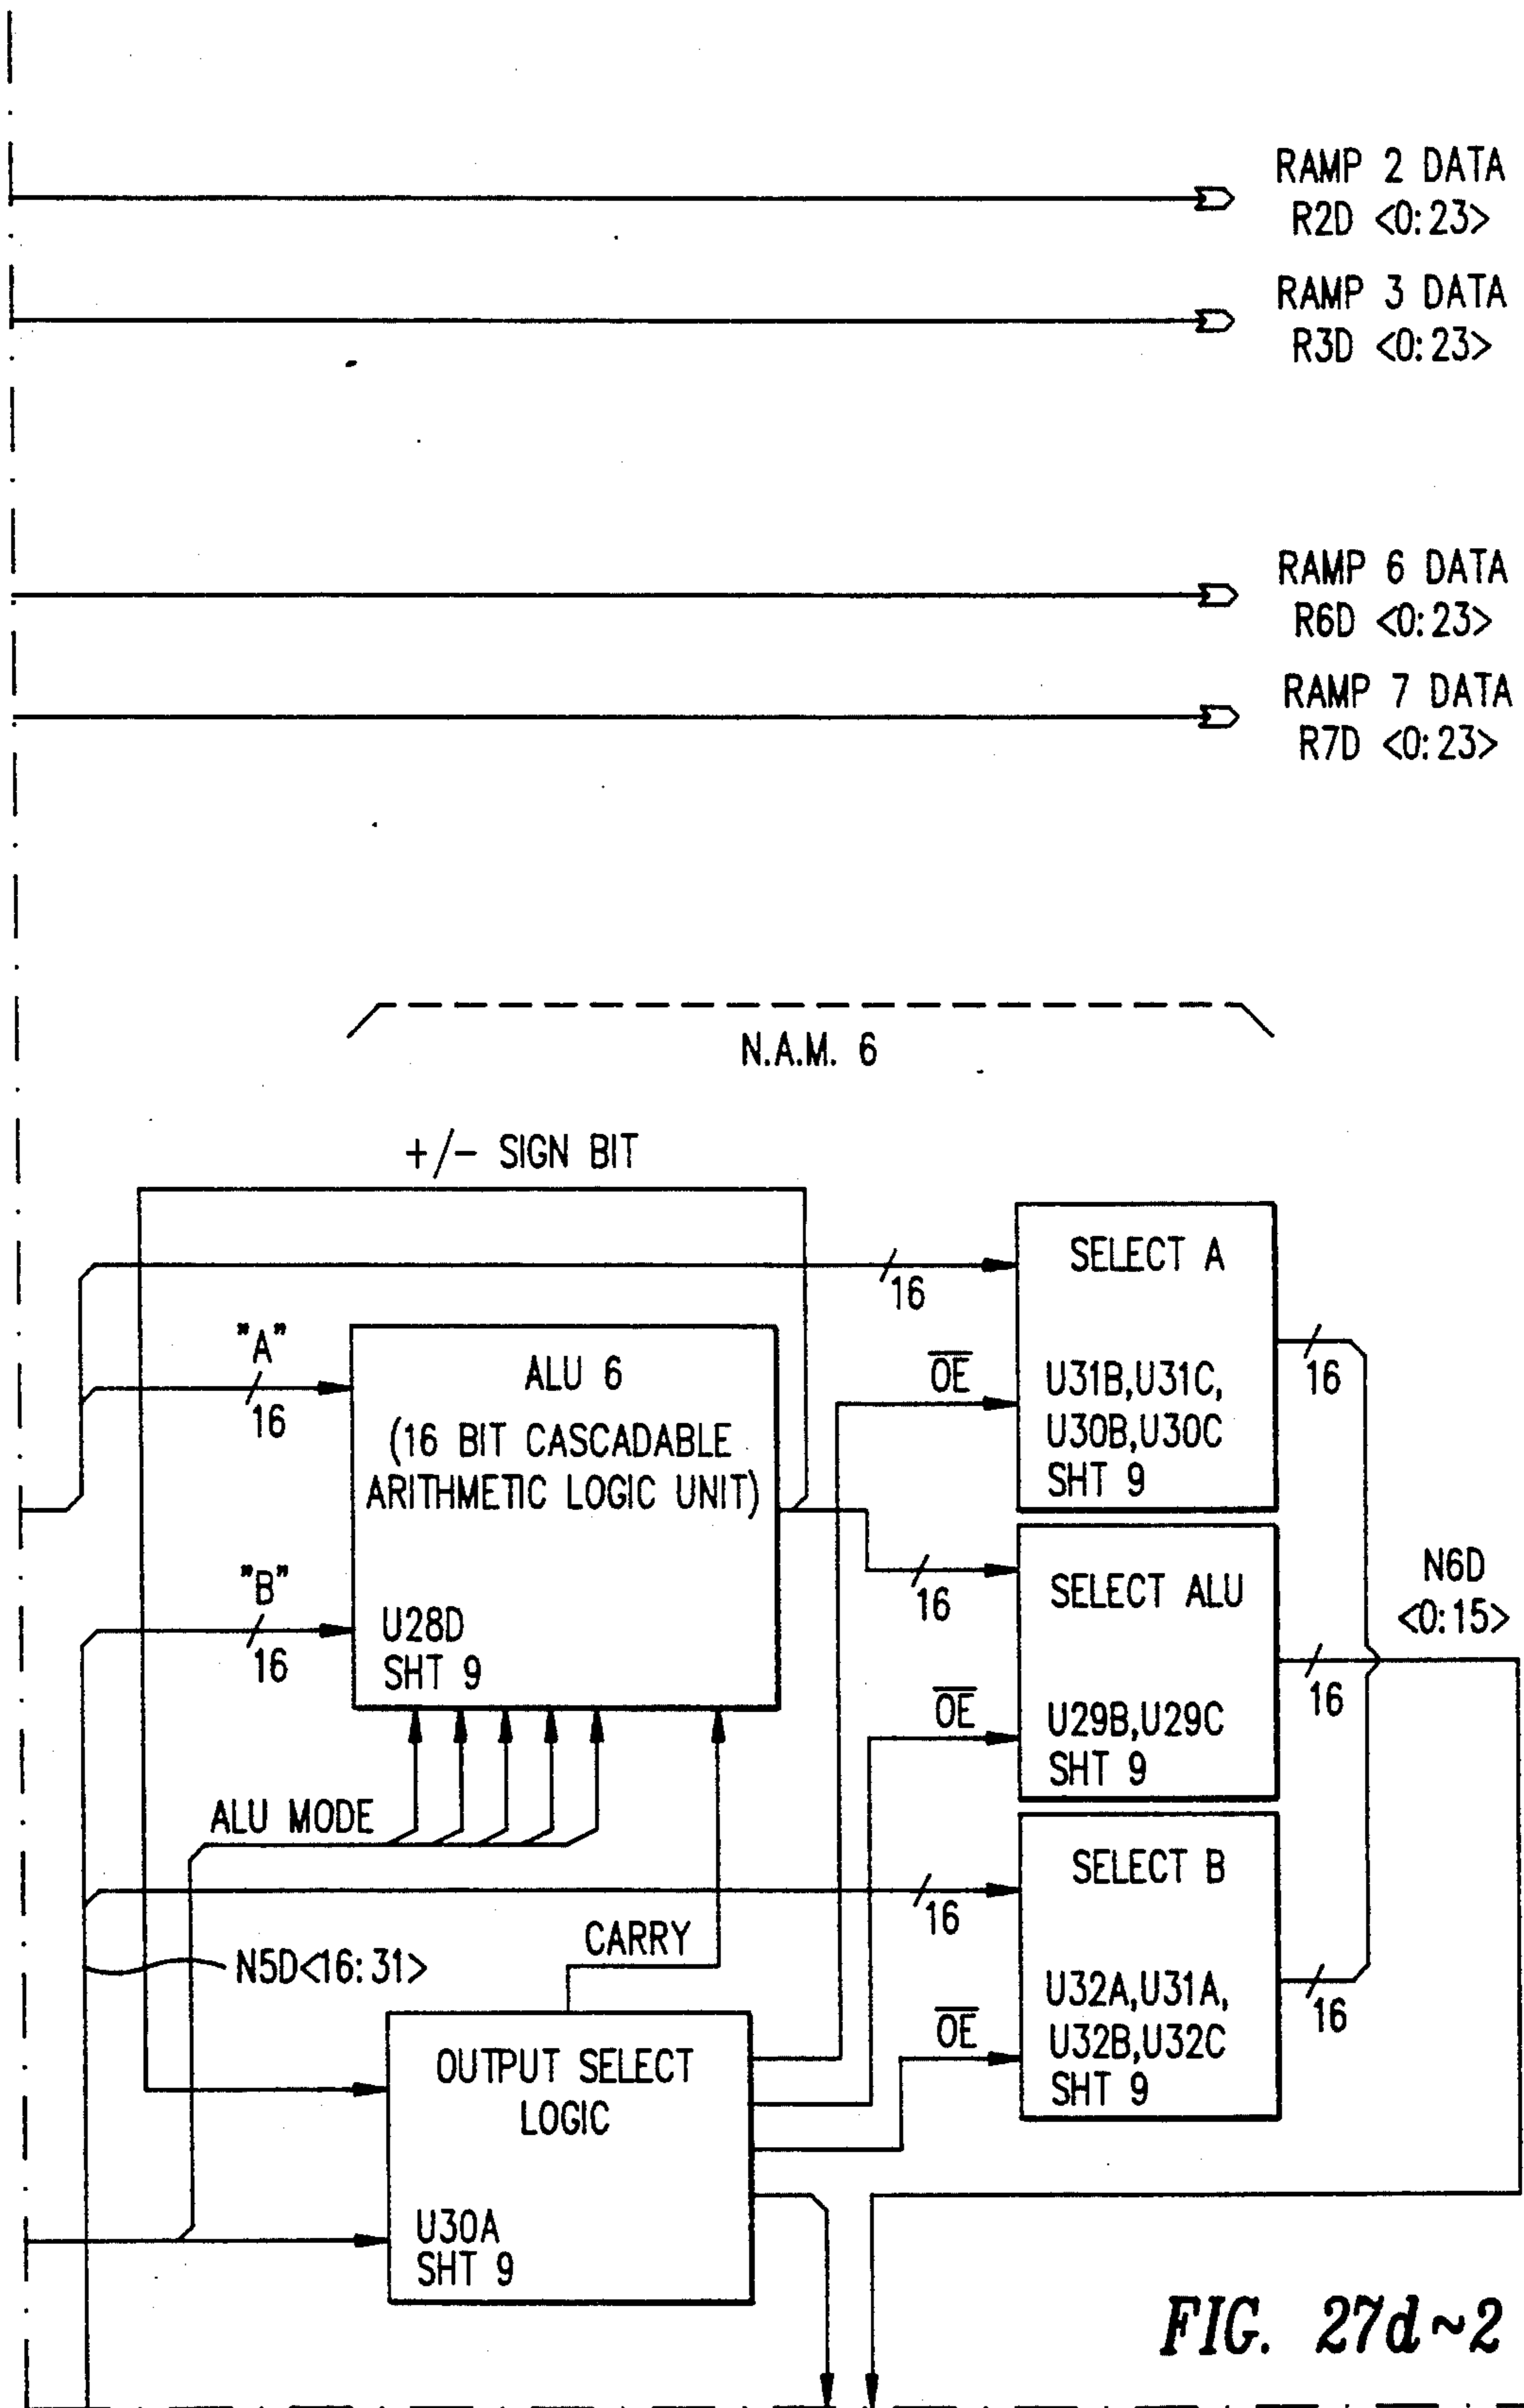 RAMP 2 DATA
R2D <0:23>
RAMP 3 DATA
R3D <0:23>
RAMP 6 DATA
R6D <0:23>
RAMP 7 DATA
R7D <0:23>
N.A.M. 6
+/- SIGN BIT
16
SELECT A
OE
U31B,U31C,
U30B,U30C
SHT 9
16
"A"
16
ALU 6
(16 BIT CASCADABLE
ARITHMETIC LOGIC UNIT)
"B"
16
U28D
SHT 9
16
SELECT ALU
OE
U29B,U29C
SHT 9
16
N6D
<0:15>
ALU MODE
16
SELECT B
OE
U32A,U31A,
U32B,U32C
SHT 9
16
CARRY
N5D<16:31>
OUTPUT SELECT
LOGIC
U30A
SHT 9
FIG. 27d~2